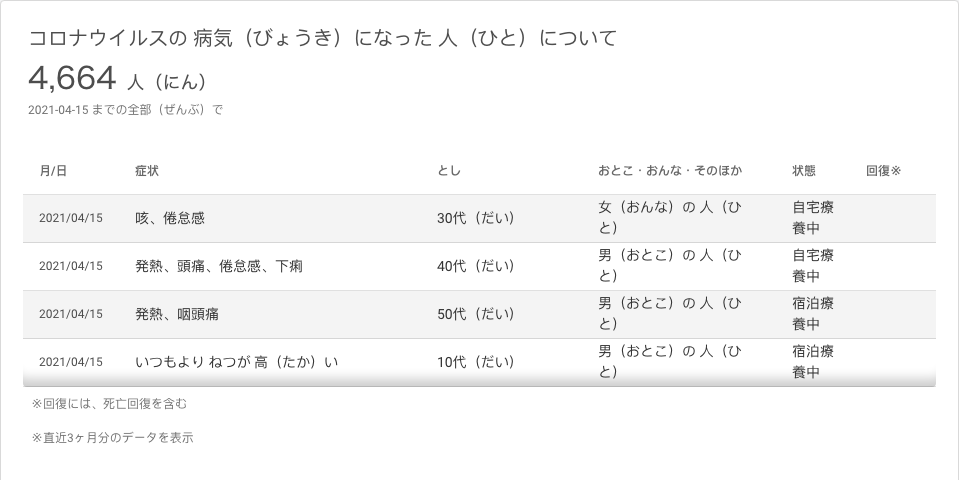 コロナウイルスの 病気（びょうき）になった 人（ひと）について
4,664 人（にん）
2021-04-15 までの全部（ぜんぶ）で
月/日 症状 とし おとこ・おんな・そのほか 状態 回復※
2021/04/15 咳、倦怠感 30代（だい） 女（おんな）の 人（ひ 自宅療
と） 養中
2021/04/15 発熱、頭痛、倦怠感、下痢 40代（だい） 男（おとこ）の 人（ひ 自宅療
と） 養中
2021/04/15 発熱、咽頭痛 50代（だい） 男（おとこ）の 人（ひ 宿泊療
と） 養中
2021/04/15 いつもより ねつが 高（たか）い 10代（だい） 男（おとこ）の 人（ひ 宿泊療
と） 養中
※回復には、死亡回復を含む
※直近3ヶ月分のデータを表示